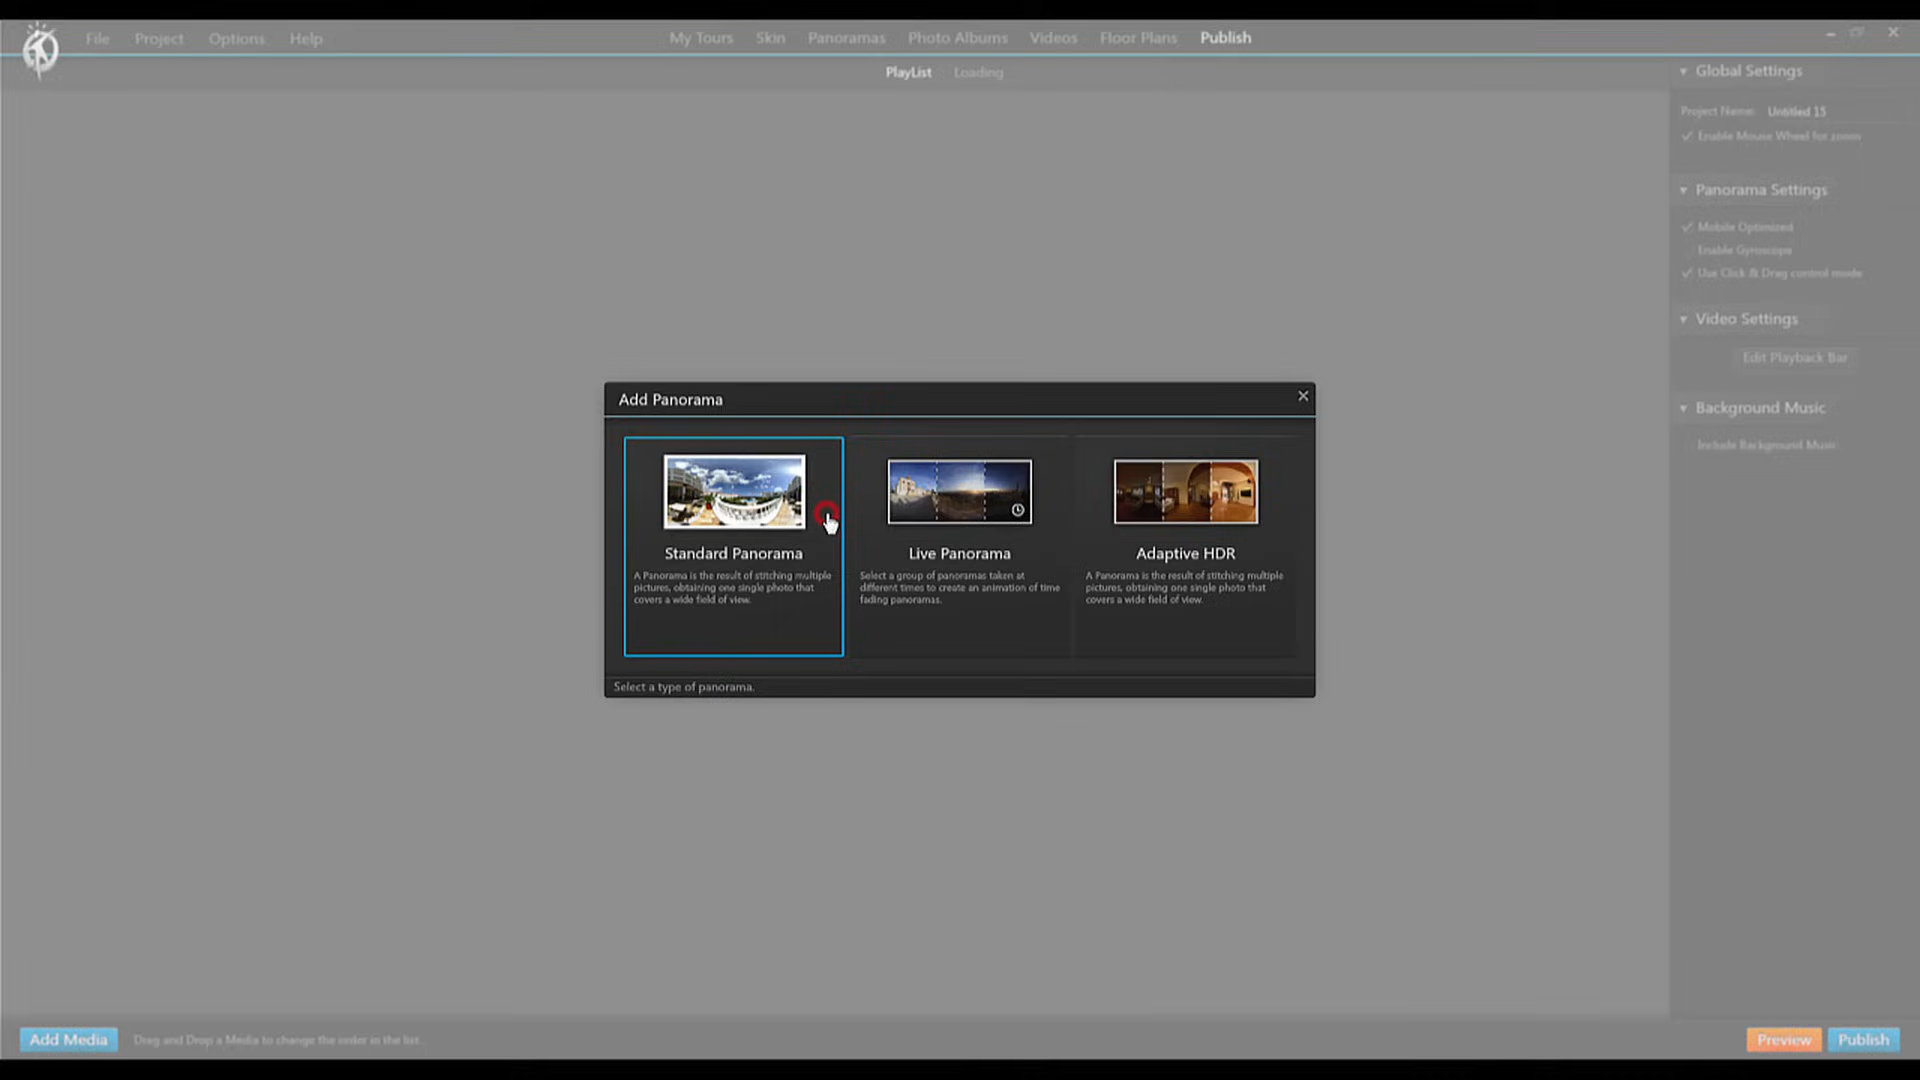 File Project Options Help My Tours Skin Panoramas Photo Albums Videos Floor Plans Publish
PlayList Loading
Global Settings
Project Name: Untitled 15
Enable Mouse Wheel for zoom
Panorama Settings
Mobile Optimized
Enable Gyroscope
Use Click & Drag control mode
Video Settings
Edit Playback Bar
Background Music
Include Background Music
Add Panorama
Standard Panorama
A Panorama is the result of stitching multiple
pictures, obtaining one single photo that
covers a wide field of view.
Live Panorama
Select a group of panoramas taken at
different times to create an animation of time
fading panoramas.
Adaptive HDR
A Panorama is the result of stitching multiple
pictures, obtaining one single photo that
covers a wide field of view.
Select a type of panorama.
Add Media Drag and Drop a Media to change the order in the list... Preview Publish